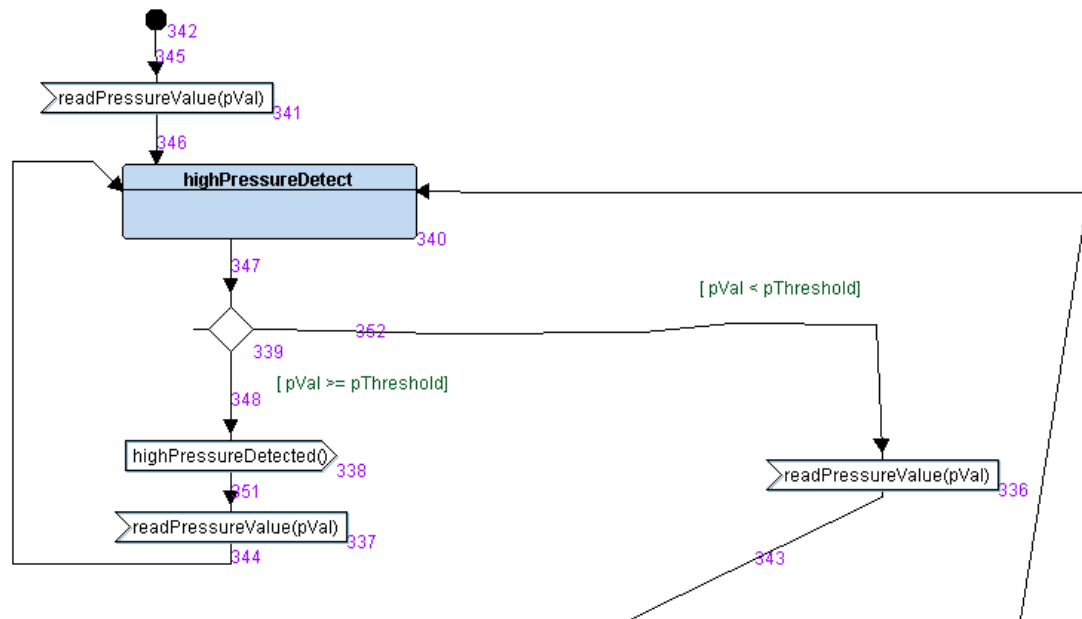 342
345
readPressureValue(pVal)
341
346
highPressureDetect
340
347
[ pVal < pThreshold]
352
339
[ pVal >= pThreshold]
348
highPressureDetected()
338
readPressureValue(pVal)
336
351
readPressureValue(pVal)
337
344
343